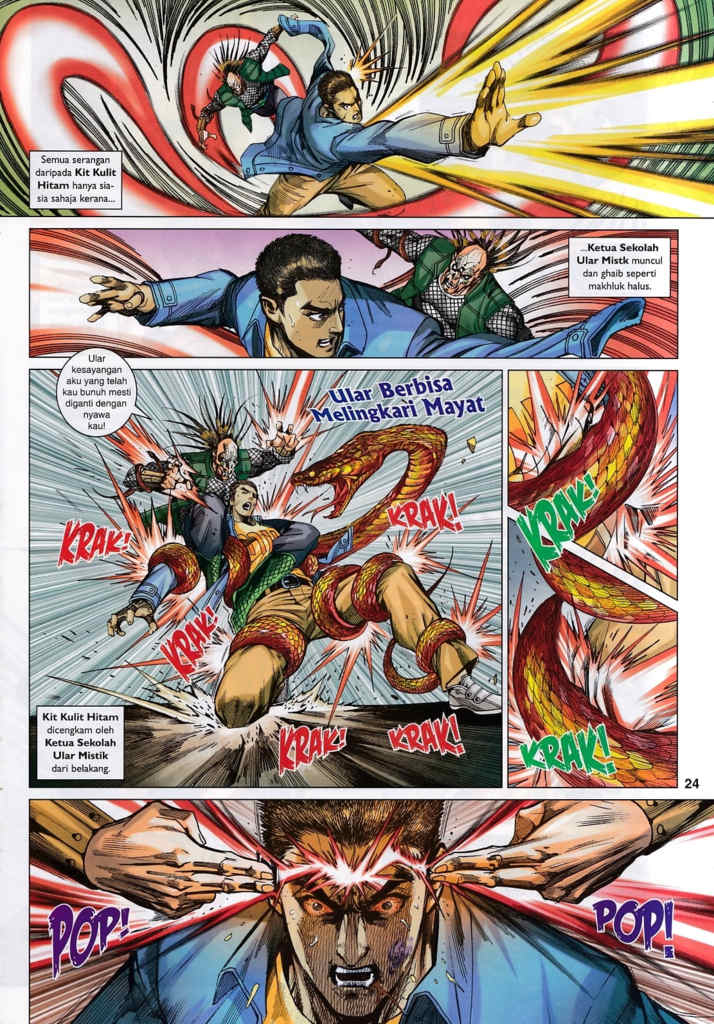 Semua serangan
daripada Kit Kulit
Hitam hanya sia-
sia sahaja kerana...
...Ketua Sekolah
Ular Mistk muncul
dan ghaib seperti
makhluk halus.
Ular
kesayangan
aku yang telah
kau bunuh mesti
diganti dengan
nyawa
kau!
Ular Berbisa
Melingkari Mayat
KRAK!
KRAK!
KRAK!
KRAK!
KRAK!
Kit Kulit Hitam
dicengkam oleh
Ketua Sekolah
Ular Mistik
dari belakang.
KRAK!
KRAK!
24
POP!
POP!